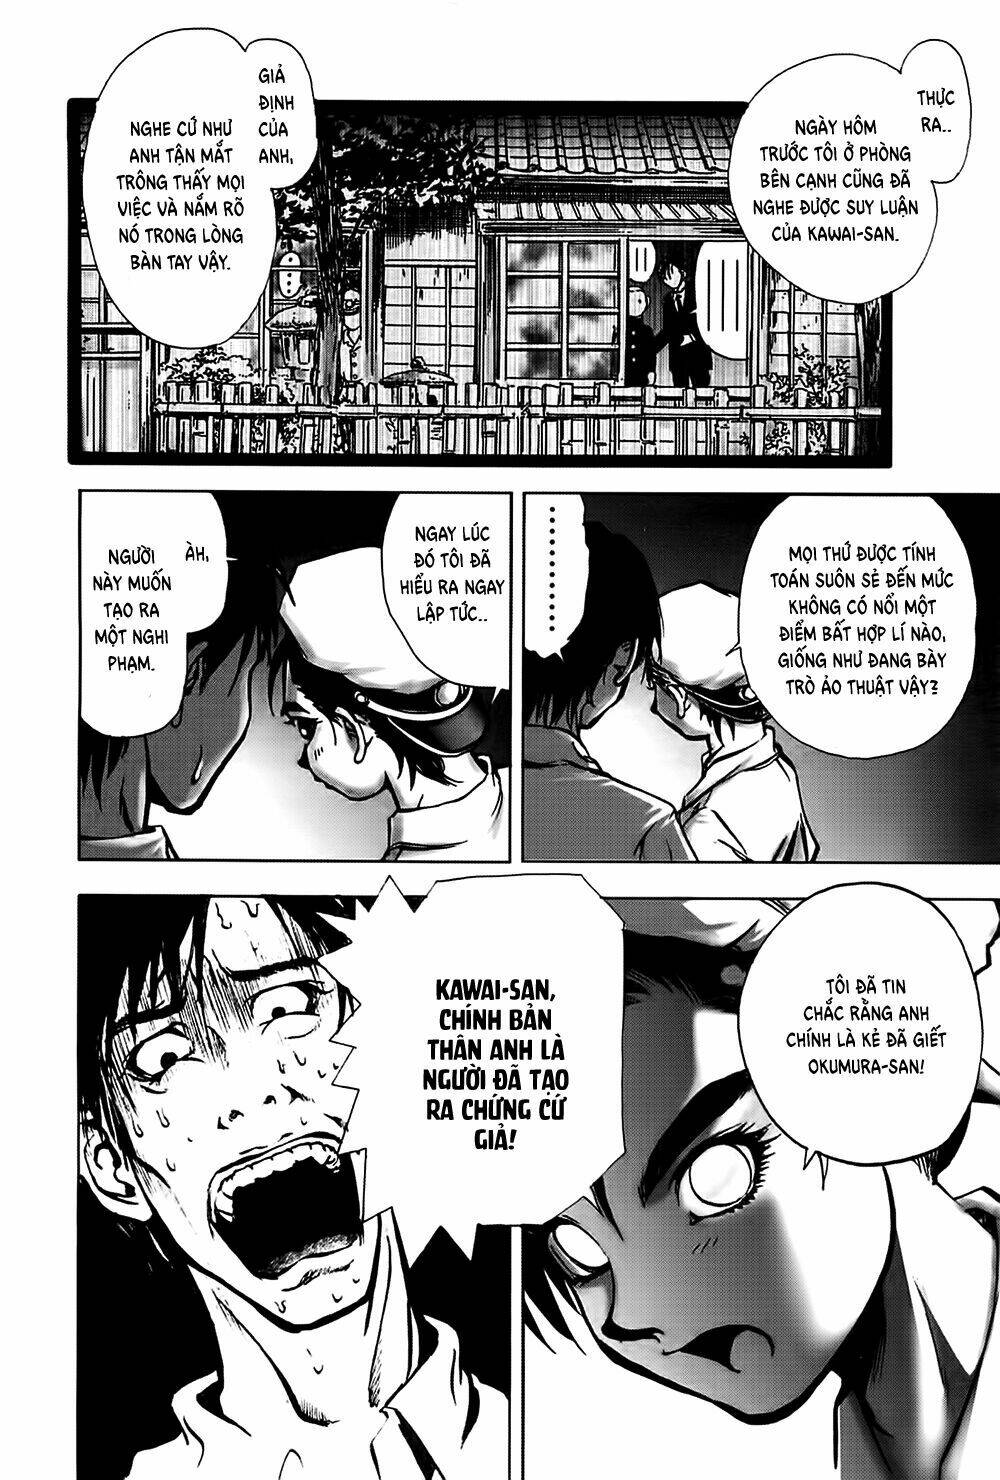 THỰC
RA..
NGÀY HÔM
TRƯỚC TÔI Ở PHÒNG
BÊN CẠNH CŨNG ĐÃ
NGHE ĐƯỢC SUY LUẬN
CỦA KAWAI-SAN.
GIẢ
ĐỊNH
CỦA
ANH,
NGHE CỨ NHƯ
ANH TẬN MẮT
TRÔNG THẤY MỌI
VIỆC VÀ NẮM RÕ
NÓ TRONG LÒNG
BÀN TAY VẬY.
MỌI THỨ ĐƯỢC TÍNH
TOÁN SUÔN SẺ ĐẾN MỨC
KHÔNG CÓ NỔI MỘT
ĐIỂM BẤT HỢP LÍ NÀO,
GIỐNG NHƯ ĐANG BÀY
TRÒ ẢO THUẬT VẬY?
NGAY LÚC
ĐÓ TÔI ĐÃ
HIỂU RA NGAY
LẬP TỨC..
ÀH,
NGƯỜI
NÀY MUỐN
TẠO RA
MỘT NGHI
PHẠM.
TÔI ĐÃ TIN
CHẮC RẰNG ANH
CHÍNH LÀ KẺ ĐÃ GIẾT
OKUMURA-SAN!
KAWAI-SAN,
CHÍNH BẢN
THÂN ANH LÀ
NGƯỜI ĐÃ TẠO
RA CHỨNG CỨ
GIẢ!